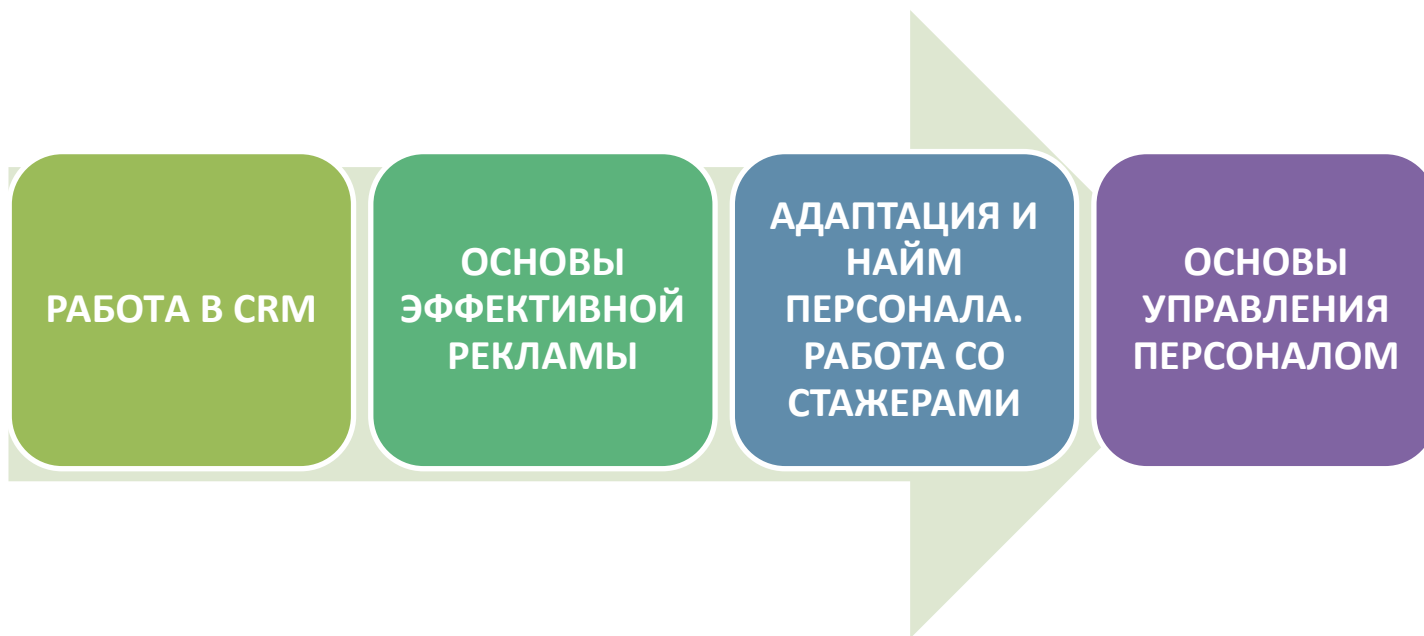 РАБОТА В CRM
ОСНОВЫ
ЭФФЕКТИВНОЙ
РЕКЛАМЫ
АДАПТАЦИЯ И
НАЙМ
ПЕРСОНАЛА.
РАБОТА СО
СТАЖЕРАМИ
ОСНОВЫ
УПРАВЛЕНИЯ
ПЕРСОНАЛОМ